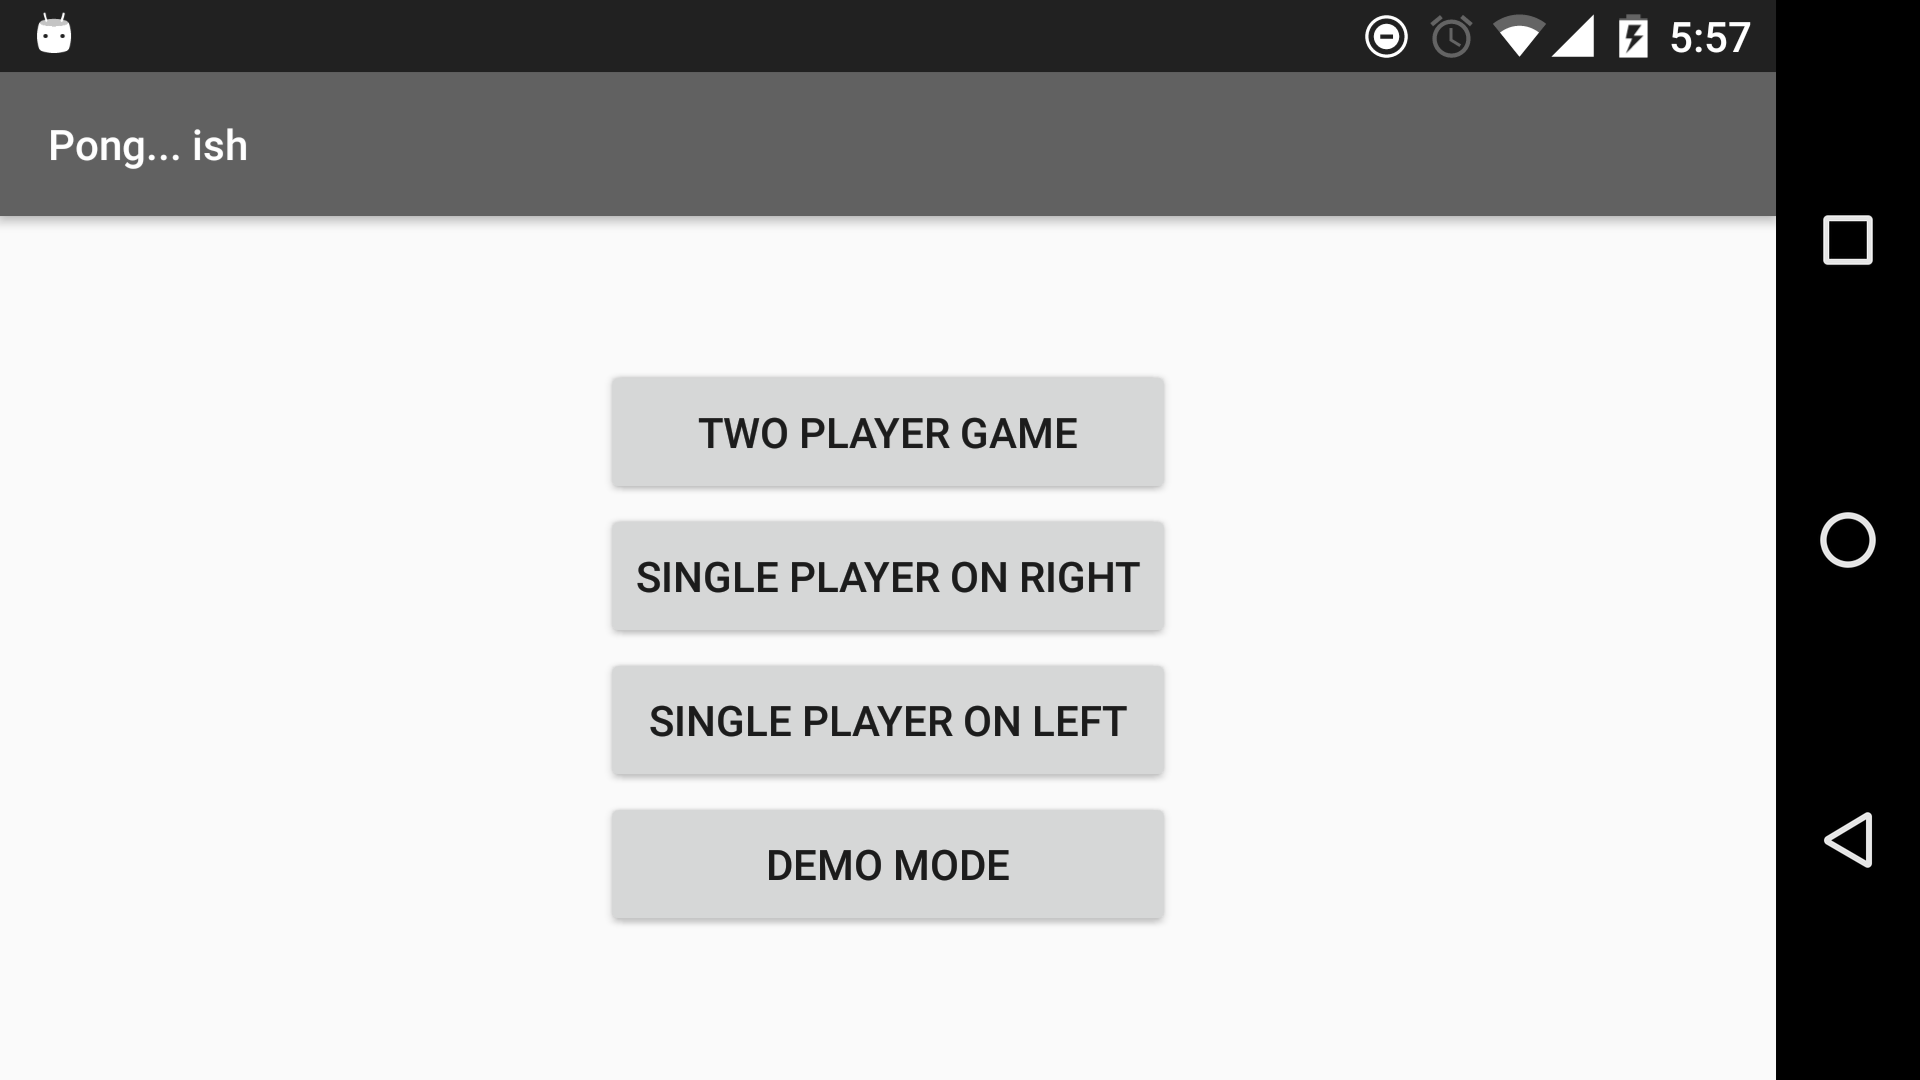 5:57
Pong... ish
TWO PLAYER GAME
SINGLE PLAYER ON RIGHT
SINGLE PLAYER ON LEFT
DEMO MODE